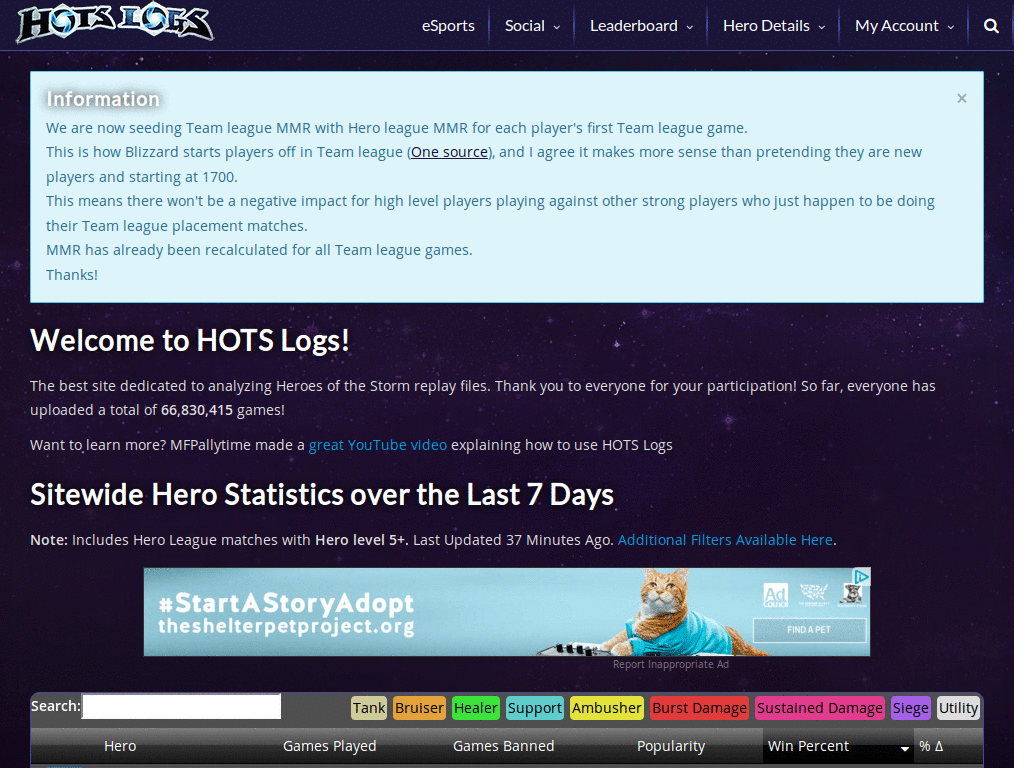 HOTS LOGS
eSports Social Leaderboard Hero Details My Account
Information
We are now seeding Team league MMR with Hero league MMR for each player's first Team league game.
This is how Blizzard starts players off in Team league (One source), and I agree it makes more sense than pretending they are new
players and starting at 1700.
This means there won't be a negative impact for high level players playing against other strong players who just happen to be doing
their Team league placement matches.
MMR has already been recalculated for all Team league games.
Thanks!
Welcome to HOTS Logs!
The best site dedicated to analyzing Heroes of the Storm replay files. Thank you to everyone for your participation! So far, everyone has
uploaded a total of 66,830,415 games!
Want to learn more? MFPallytime made a great YouTube video explaining how to use HOTS Logs
Sitewide Hero Statistics over the Last 7 Days
Note: Includes Hero League matches with Hero level 5+. Last Updated 37 Minutes Ago. Additional Filters Available Here.
#StartAStoryAdopt
theshelterpetproject.org
Ad
COUNCIL
FIND A PET
Report Inappropriate Ad
Search: Tank Bruiser Healer Support Ambusher Burst Damage Sustained Damage Siege Utility
Hero Games Played Games Banned Popularity Win Percent % Δ